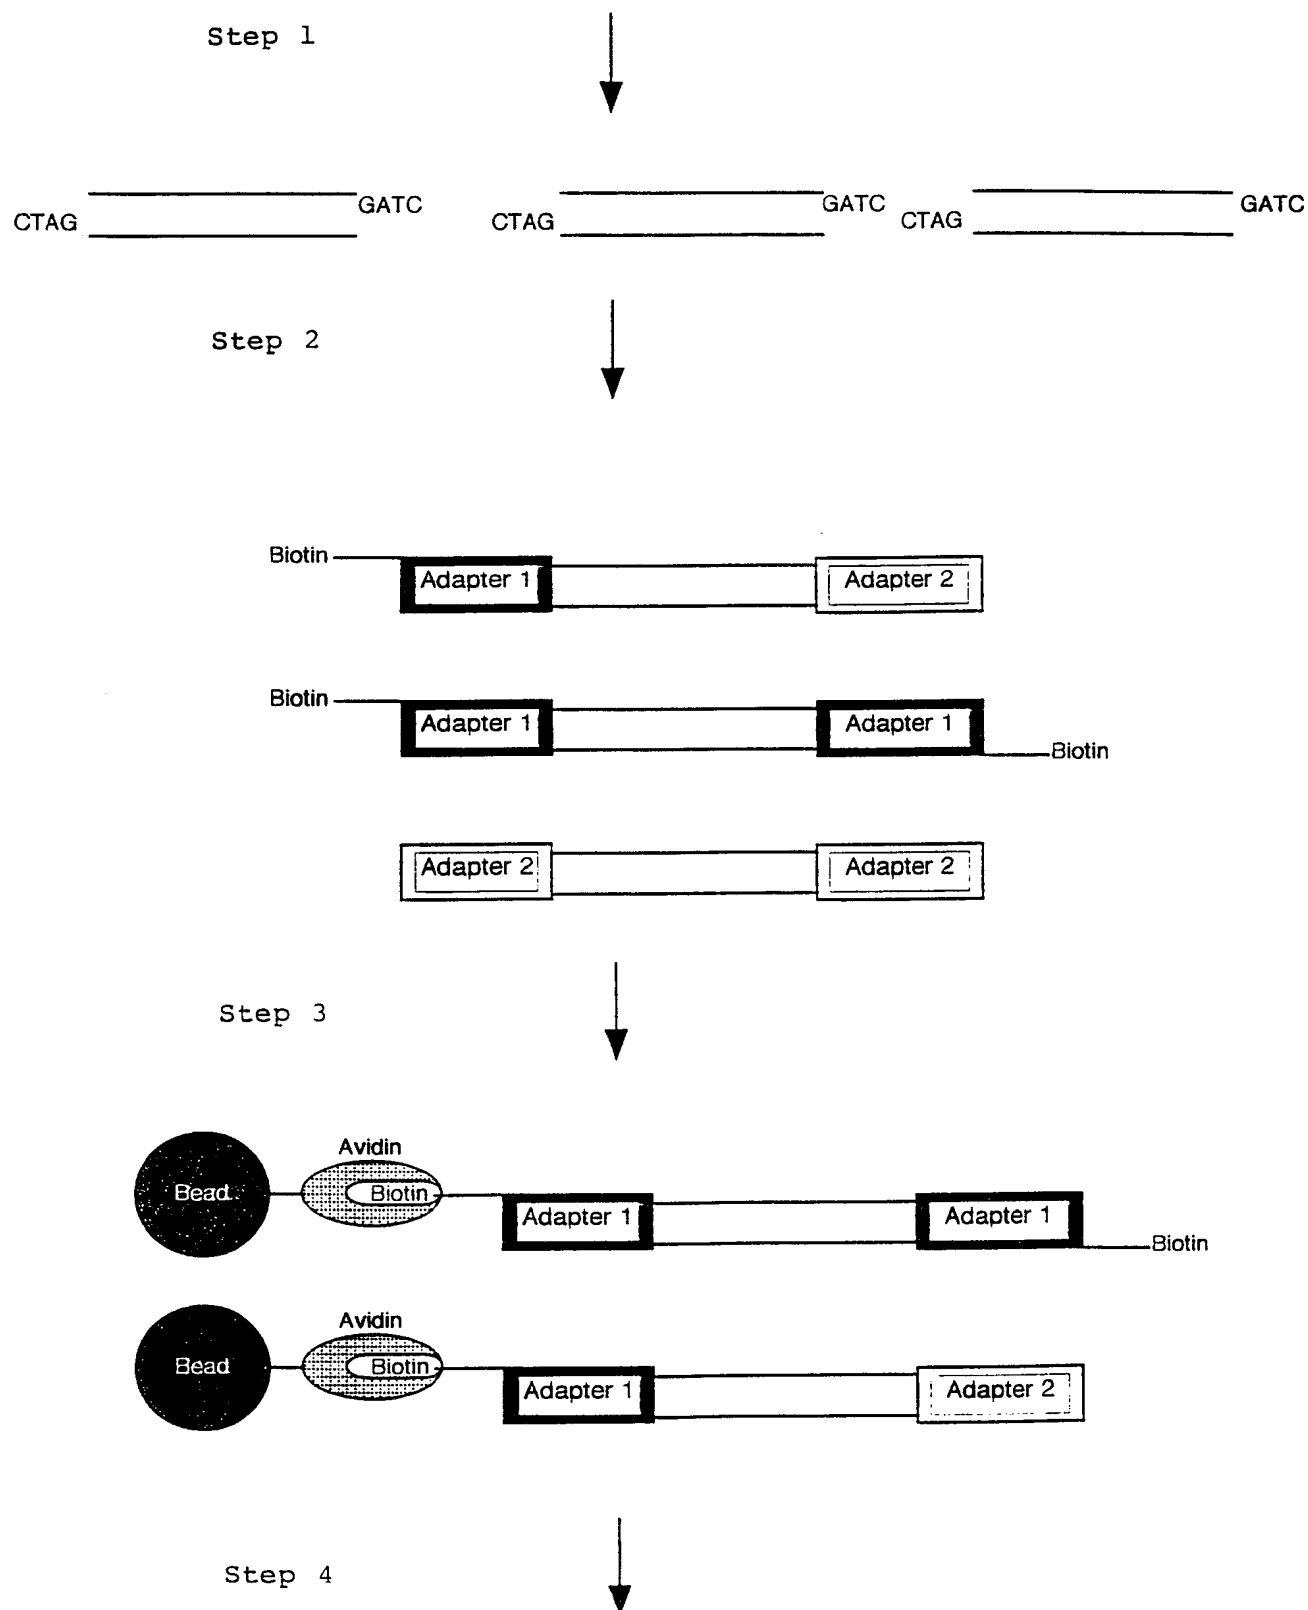 Step 1
CTAG GATC CTAG GATC CTAG GATC
Step 2
Biotin Adapter 1 Adapter 2
Biotin Adapter 1 Adapter 1 Biotin
Adapter 2 Adapter 2
Step 3
Avidin
Bead Biotin Adapter 1 Adapter 1 Biotin
Avidin
Bead Biotin Adapter 1 Adapter 2
Step 4